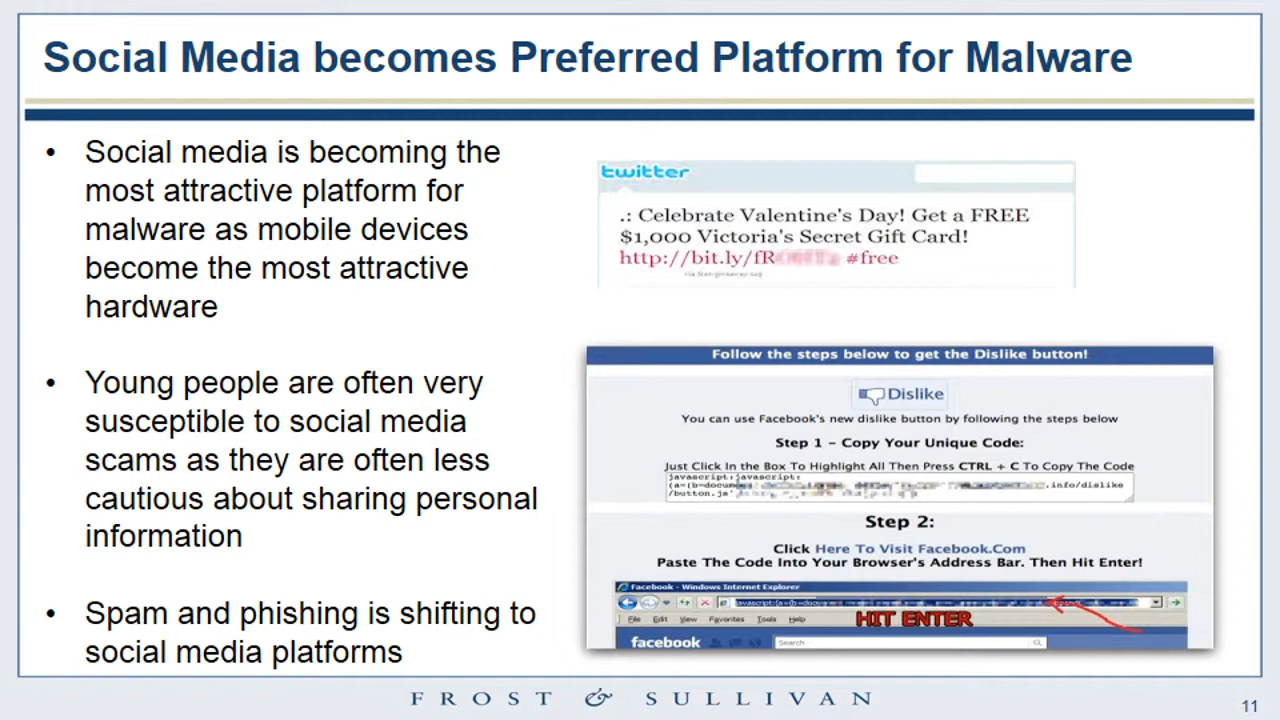 Social Media becomes Preferred Platform for Malware
• Social media is becoming the
most attractive platform for
malware as mobile devices
become the most attractive
hardware
• Young people are often very
susceptible to social media
scams as they are often less
cautious about sharing personal
information
• Spam and phishing is shifting to
social media platforms
twitter
.: Celebrate Valentine's Day! Get a FREE
$1,000 Victoria's Secret Gift Card!
http://bit.ly/fR #free
Follow the steps below to get the Dislike button!
Dislike
You can use Facebook's new dislike button by following the steps below
Step 1 - Copy Your Unique Code:
Just Click In the Box To Highlight All Then Press CTRL + C To Copy The Code
javascript:javascript:
(a=(b=docum .info/dislike
/button.js'
Step 2:
Click Here To Visit Facebook.Com
Paste The Code Into Your Browser's Address Bar. Then Hit Enter!
Facebook - Windows Internet Explorer
javascript:(a=(b=docu
File Edit View Favorites Tools Help
HIT ENTER
facebook Search
FROST & SULLIVAN
11